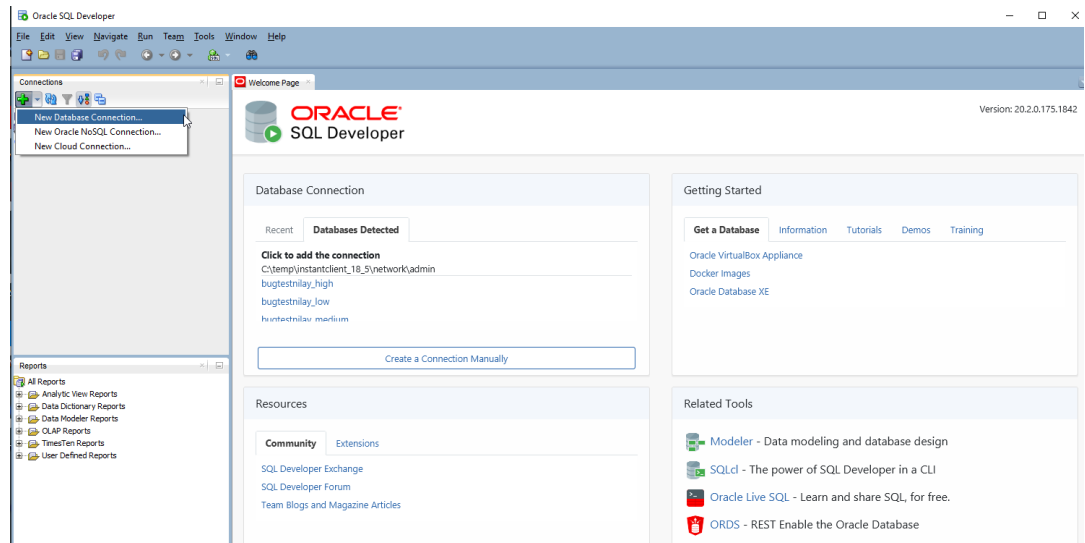 Oracle SQL Developer
File Edit View Navigate Run Team Tools Window Help
Connections
Welcome Page
New Database Connection...
New Oracle NoSQL Connection...
New Cloud Connection...
ORACLE
SQL Developer
Version: 20.2.0.175.1842
Database Connection
Recent Databases Detected
Click to add the connection
C:\temp\instantclient_18_5\network\admin
bugtestnilay_high
bugtestnilay_low
bugtestnilay_medium
Create a Connection Manually
Getting Started
Get a Database Information Tutorials Demos Training
Oracle VirtualBox Appliance
Docker Images
Oracle Database XE
Reports
All Reports
Analytic View Reports
Data Dictionary Reports
Data Modeler Reports
OLAP Reports
TimesTen Reports
User Defined Reports
Resources
Community Extensions
SQL Developer Exchange
SQL Developer Forum
Team Blogs and Magazine Articles
Related Tools
Modeler - Data modeling and database design
SQLcl - The power of SQL Developer in a CLI
Oracle Live SQL - Learn and share SQL, for free.
ORDS - REST Enable the Oracle Database